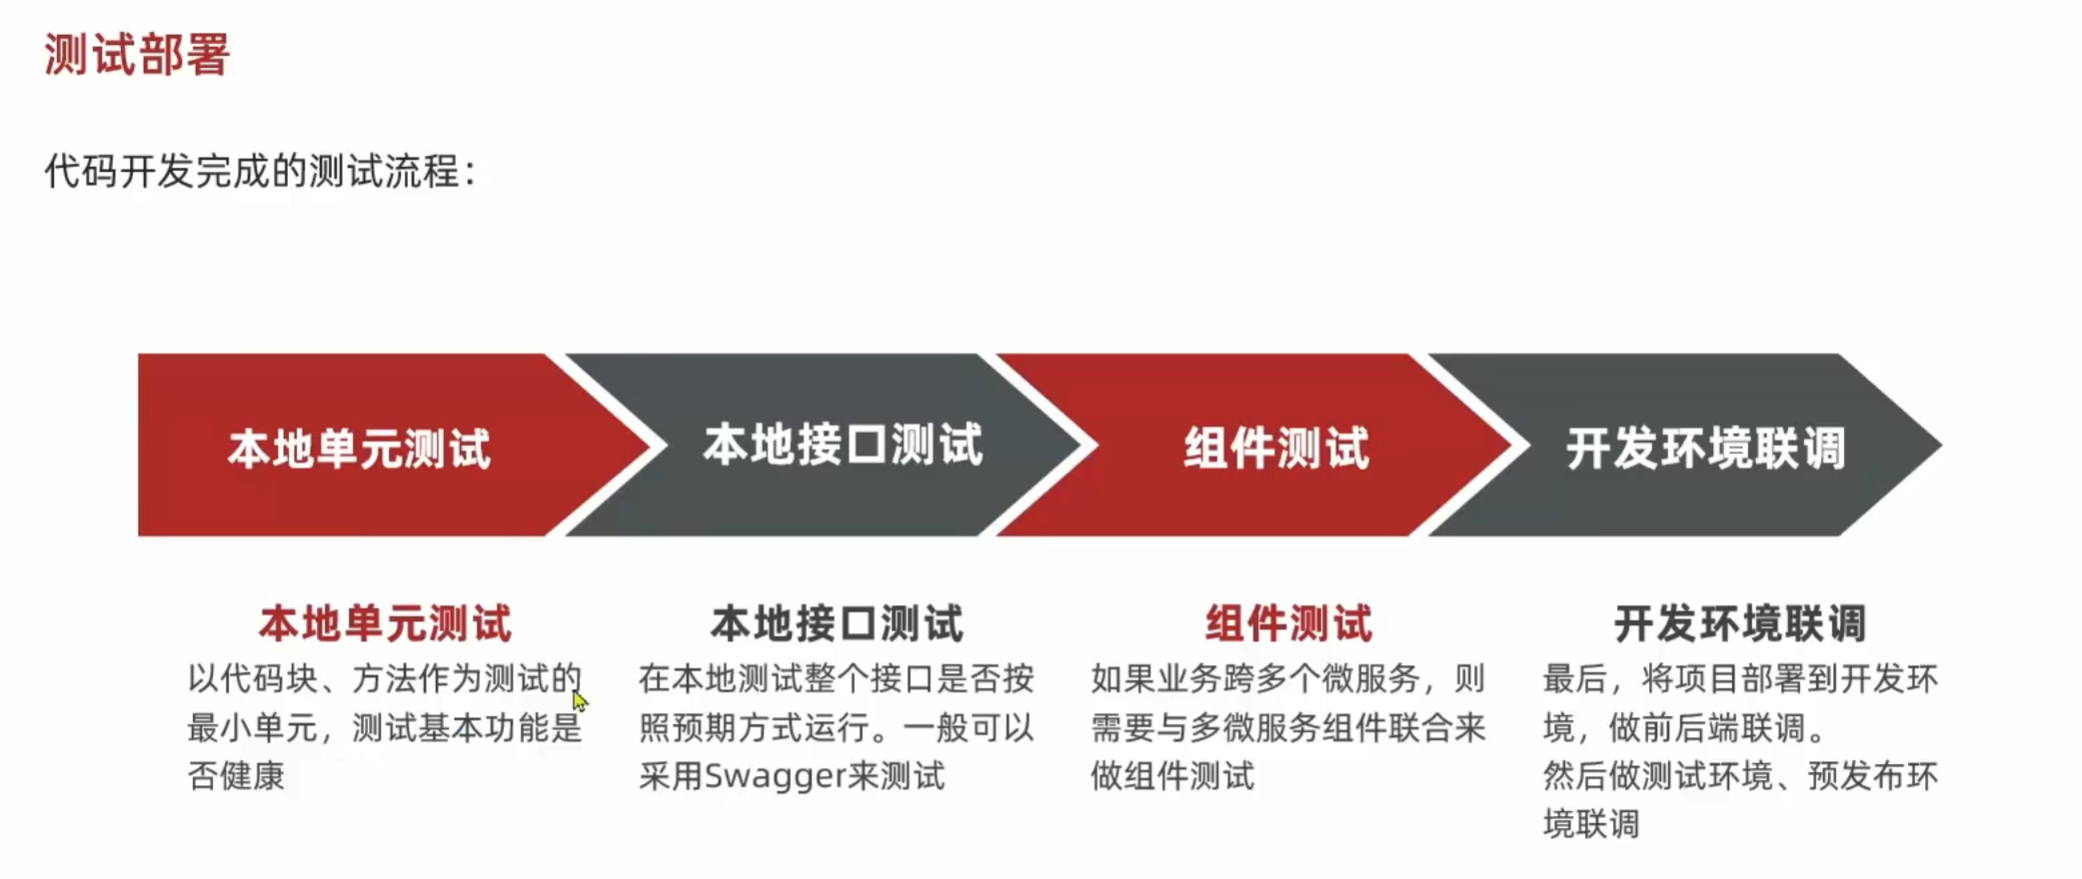 测试部署
代码开发完成的测试流程：
本地单元测试
本地接口测试
组件测试
开发环境联调
本地单元测试
以代码块、方法作为测试的
最小单元，测试基本功能是
否健康
本地接口测试
在本地测试整个接口是否按
照预期方式运行。一般可以
采用Swagger来测试
组件测试
如果业务跨多个微服务，则
需要与多微服务组件联合来
做组件测试
开发环境联调
最后，将项目部署到开发环
境，做前后端联调。
然后做测试环境、预发布环
境联调